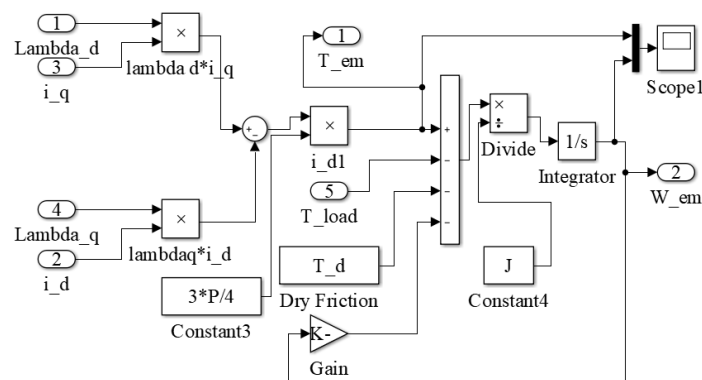 1
Lambda_d
3
i_q
×
lambda d*i_q
4
Lambda_q
2
i_d
×
lambdaq*i_d
+
-
3*P/4
Constant3
×
i_d1
1
T_em
5
T_load
T_d
Dry Friction
K-
Gain
+
-
-
-
×
÷
Divide
J
Constant4
1/s
Integrator
Scope1
2
W_em